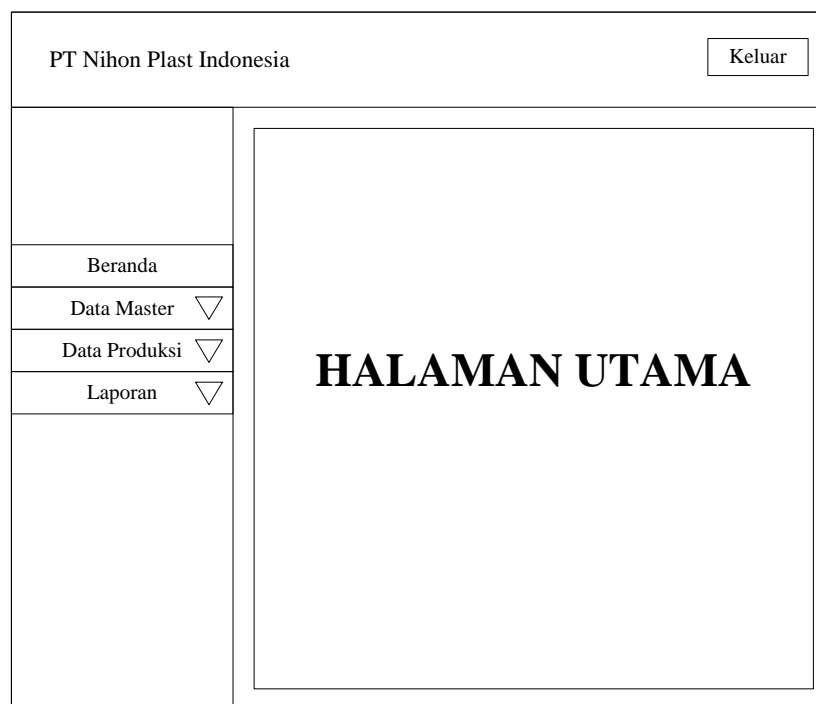 PT Nihon Plast Indonesia
Keluar
Beranda
Data Master
Data Produksi
Laporan
HALAMAN UTAMA